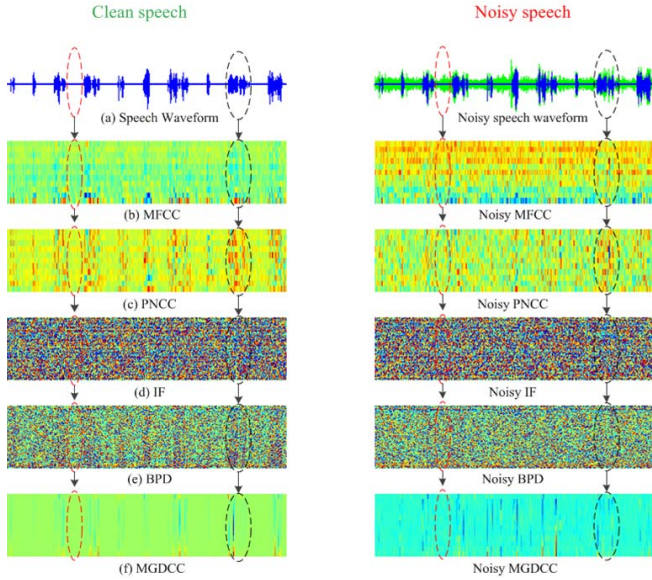 Clean speech
Noisy speech
(a) Speech Waveform
Noisy speech waveform
(b) MFCC
Noisy MFCC
(c) PNCC
Noisy PNCC
(d) IF
Noisy IF
(e) BPD
Noisy BPD
(f) MGDCC
Noisy MGDCC